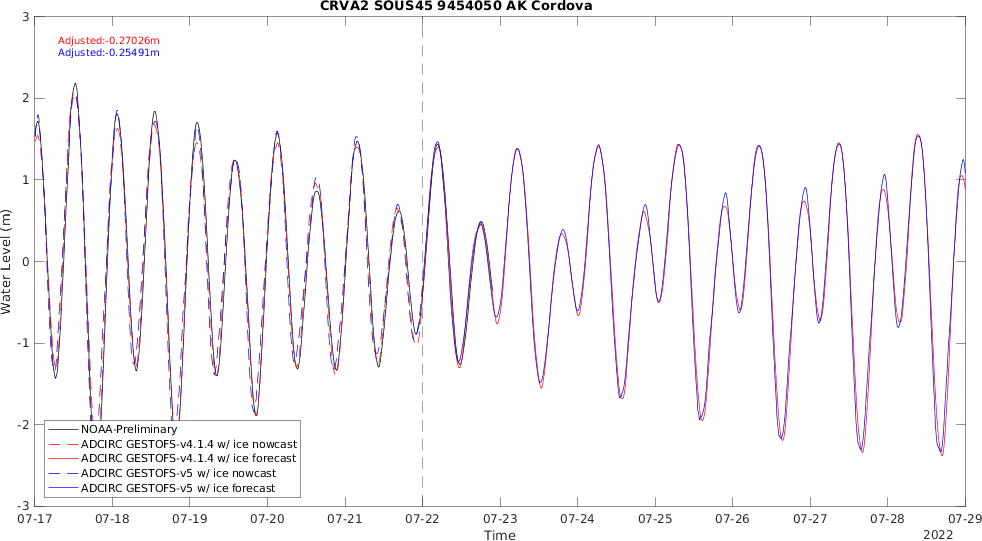 CRVA2 SOUS45 9454050 AK Cordova
Adjusted:-0.27026m
Adjusted:-0.25491m
3
2
1
0
-1
-2
-3
Water Level (m)
NOAA-Preliminary
ADCIRC GESTOFS-v4.1.4 w/ ice nowcast
ADCIRC GESTOFS-v4.1.4 w/ ice forecast
ADCIRC GESTOFS-v5 w/ ice nowcast
ADCIRC GESTOFS-v5 w/ ice forecast
07-17 07-18 07-19 07-20 07-21 07-22 07-23 07-24 07-25 07-26 07-27 07-28 07-29
Time
2022